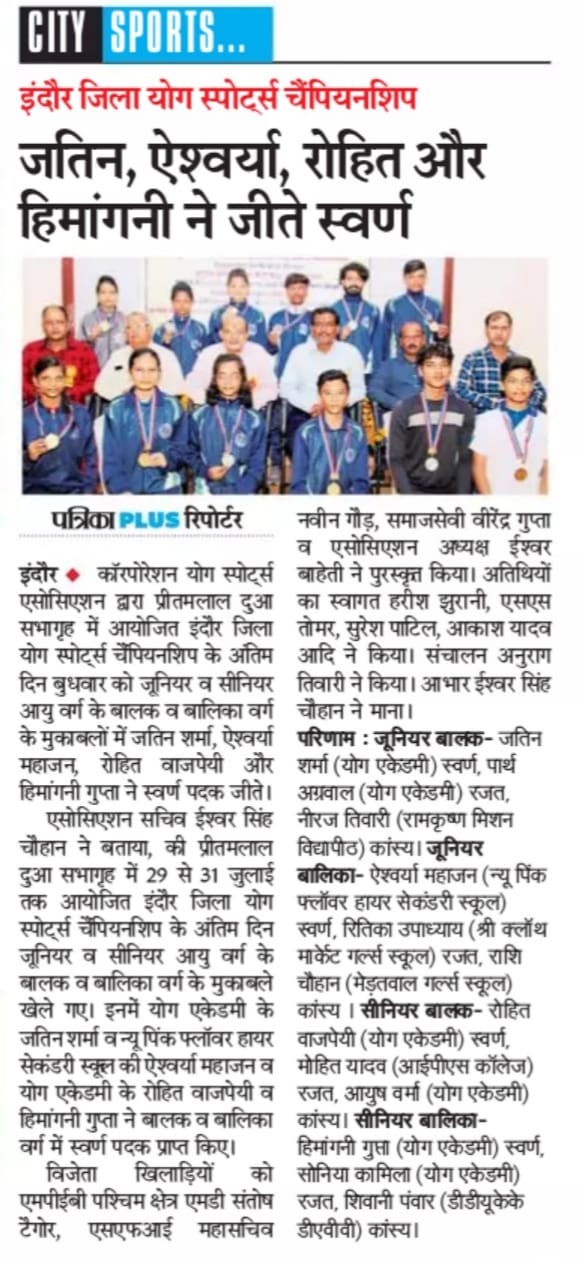 CITY SPORTS...
इंदौर जिला योग स्पोर्ट्स चैंपियनशिप
जतिन, ऐश्वर्या, रोहित और
हिमांगनी ने जीते स्वर्ण
पत्रिका PLUS रिपोर्टर
इंदौर ◆ कॉरपोरेशन योग स्पोर्ट्स
एसोसिएशन द्वारा प्रीतमलाल दुआ
सभागृह में आयोजित इंदौर जिला
योग स्पोर्ट्स चैंपियनशिप के अंतिम
दिन बुधवार को जूनियर व सीनियर
आयु वर्ग के बालक व बालिका वर्ग
के मुकाबलों में जतिन शर्मा, ऐश्वर्या
महाजन, रोहित वाजपेयी और
हिमांगनी गुप्ता ने स्वर्ण पदक जीते।
एसोसिएशन सचिव ईश्वर सिंह
चौहान ने बताया, की प्रीतमलाल
दुआ सभागृह में 29 से 31 जुलाई
तक आयोजित इंदौर जिला योग
स्पोर्ट्स चैंपियनशिप के अंतिम दिन
जूनियर व सीनियर आयु वर्ग के
बालक व बालिका वर्ग के मुकाबले
खेले गए। इनमें योग एकेडमी के
जतिन शर्मा व न्यू पिंक फ्लॉवर हायर
सेकंडरी स्कूल की ऐश्वर्या महाजन व
योग एकेडमी के रोहित वाजपेयी व
हिमांगनी गुप्ता ने बालक व बालिका
वर्ग में स्वर्ण पदक प्राप्त किए।
विजेता खिलाड़ियों को
एमपीईबी पश्चिम क्षेत्र एमडी संतोष
टैगोर, एसएफआई महासचिव
नवीन गौड़, समाजसेवी वीरेंद्र गुप्ता
व एसोसिएशन अध्यक्ष ईश्वर
बाहेती ने पुरस्कृत किया। अतिथियों
का स्वागत हरीश झुरानी, एसएस
तोमर, सुरेश पाटिल, आकाश यादव
आदि ने किया। संचालन अनुराग
तिवारी ने किया। आभार ईश्वर सिंह
चौहान ने माना।
परिणाम : जूनियर बालक- जतिन
शर्मा (योग एकेडमी) स्वर्ण, पार्थ
अग्रवाल (योग एकेडमी) रजत,
नीरज तिवारी (रामकृष्ण मिशन
विद्यापीठ) कांस्य। जूनियर
बालिका- ऐश्वर्या महाजन (न्यू पिंक
फ्लॉवर हायर सेकंडरी स्कूल)
स्वर्ण, रितिका उपाध्याय (श्री क्लॉथ
मार्केट गर्ल्स स्कूल) रजत, राशि
चौहान (मेड़तवाल गर्ल्स स्कूल)
कांस्य । सीनियर बालक- रोहित
वाजपेयी (योग एकेडमी) स्वर्ण,
मोहित यादव (आईपीएस कॉलेज)
रजत, आयुष वर्मा (योग एकेडमी)
कांस्य। सीनियर बालिका-
हिमांगनी गुप्ता (योग एकेडमी) स्वर्ण,
सोनिया कामिला (योग एकेडमी)
रजत, शिवानी पंवार (डीडीयूकेके
डीएवीवी) कांस्य।